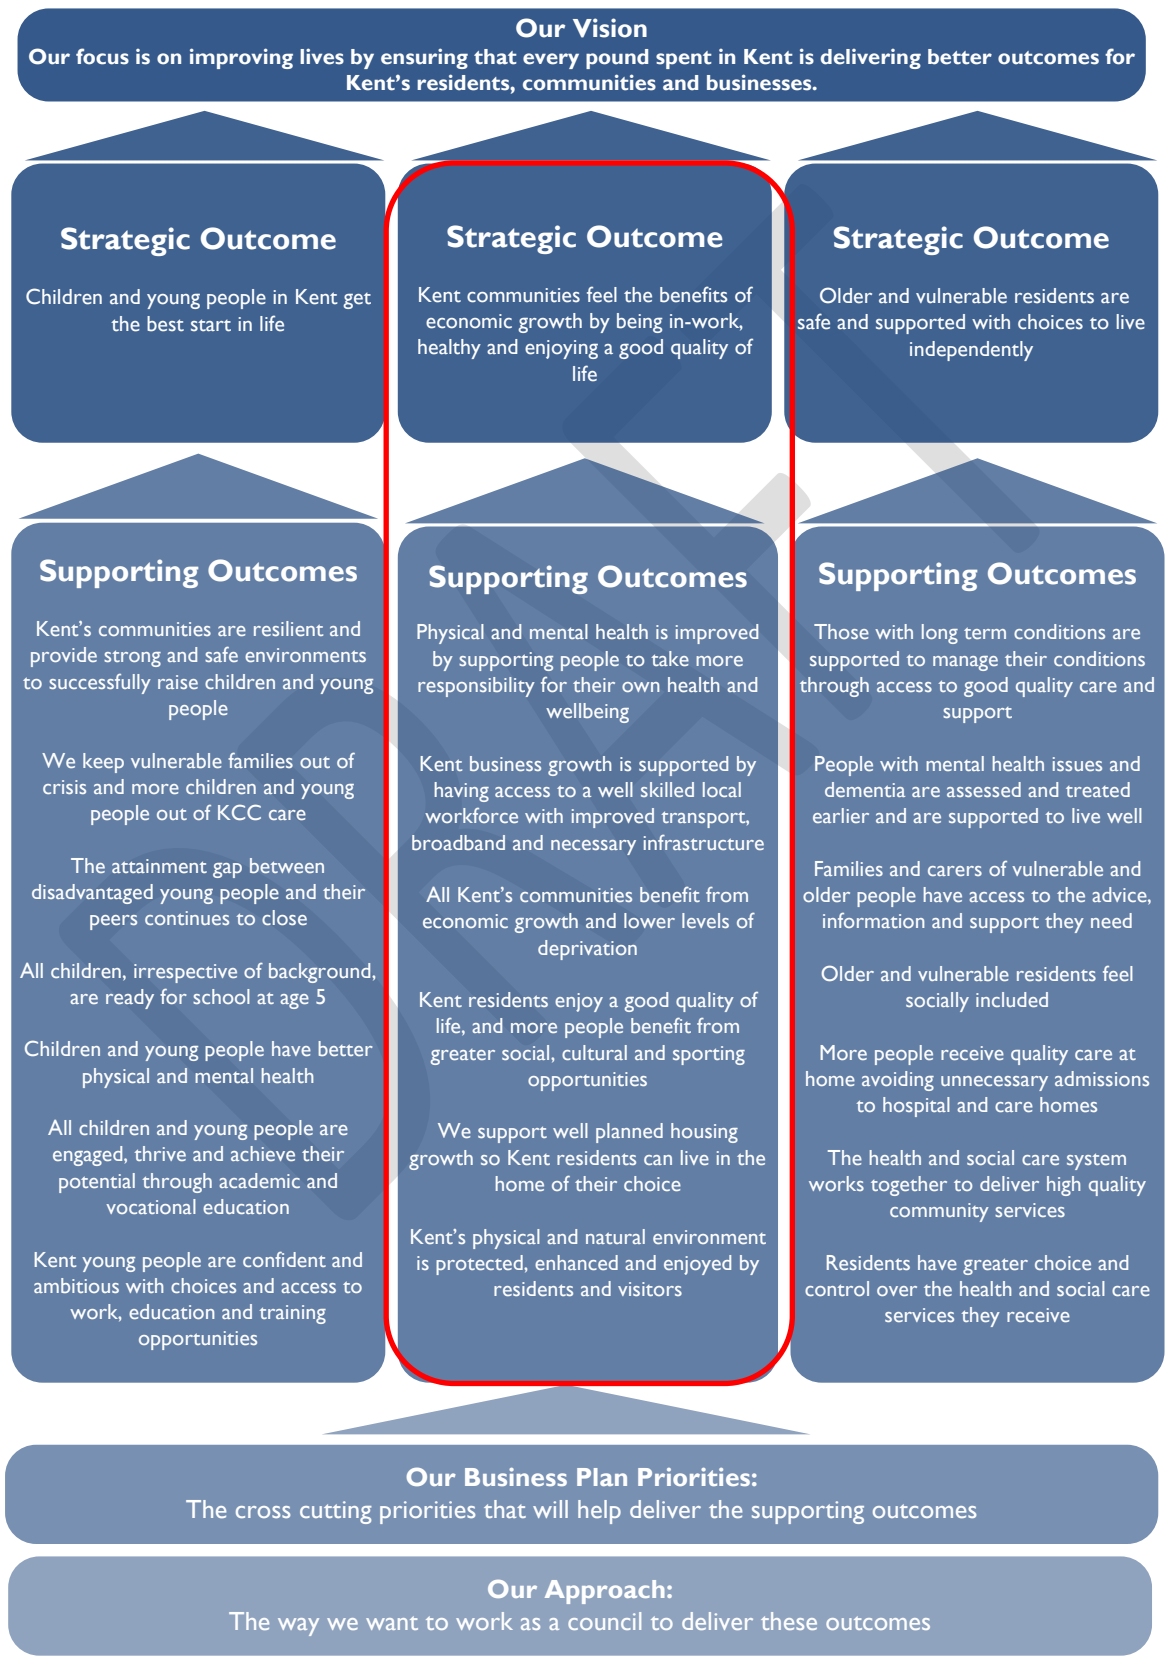 Our Vision
Our focus is on improving lives by ensuring that every pound spent in Kent is delivering better outcomes for
Kent’s residents, communities and businesses.
Strategic Outcome
Children and young people in Kent get
the best start in life
Strategic Outcome
Kent communities feel the benefits of
economic growth by being in-work,
healthy and enjoying a good quality of
life
Strategic Outcome
Older and vulnerable residents are
safe and supported with choices to live
independently
Supporting Outcomes
Kent’s communities are resilient and
provide strong and safe environments
to successfully raise children and young
people
We keep vulnerable families out of
crisis and more children and young
people out of KCC care
The attainment gap between
disadvantaged young people and their
peers continues to close
All children, irrespective of background,
are ready for school at age 5
Children and young people have better
physical and mental health
All children and young people are
engaged, thrive and achieve their
potential through academic and
vocational education
Kent young people are confident and
ambitious with choices and access to
work, education and training
opportunities
Supporting Outcomes
Physical and mental health is improved
by supporting people to take more
responsibility for their own health and
wellbeing
Kent business growth is supported by
having access to a well skilled local
workforce with improved transport,
broadband and necessary infrastructure
All Kent’s communities benefit from
economic growth and lower levels of
deprivation
Kent residents enjoy a good quality of
life, and more people benefit from
greater social, cultural and sporting
opportunities
We support well planned housing
growth so Kent residents can live in the
home of their choice
Kent’s physical and natural environment
is protected, enhanced and enjoyed by
residents and visitors
Supporting Outcomes
Those with long term conditions are
supported to manage their conditions
through access to good quality care and
support
People with mental health issues and
dementia are assessed and treated
earlier and are supported to live well
Families and carers of vulnerable and
older people have access to the advice,
information and support they need
Older and vulnerable residents feel
socially included
More people receive quality care at
home avoiding unnecessary admissions
to hospital and care homes
The health and social care system
works together to deliver high quality
community services
Residents have greater choice and
control over the health and social care
services they receive
Our Business Plan Priorities:
The cross cutting priorities that will help deliver the supporting outcomes
Our Approach:
The way we want to work as a council to deliver these outcomes
DRAFT